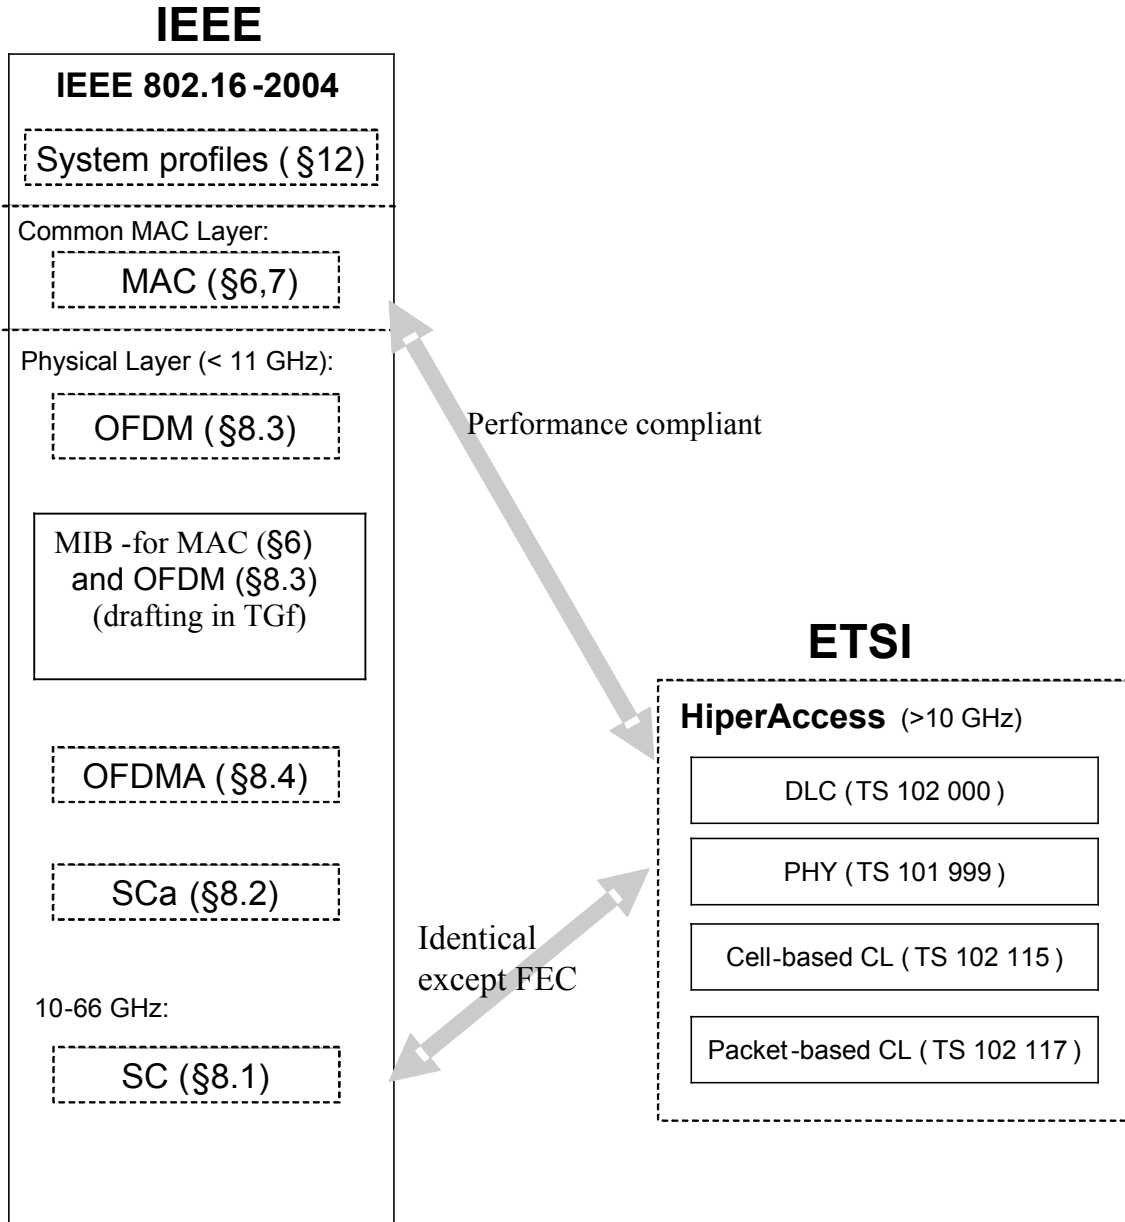 IEEE
IEEE 802.16-2004
System profiles (§12)
Common MAC Layer:
MAC (§6,7)
Physical Layer (< 11 GHz):
OFDM (§8.3)
MIB -for MAC (§6)
and OFDM (§8.3)
(drafting in TGf)
OFDMA (§8.4)
SCa (§8.2)
10-66 GHz:
SC (§8.1)
Performance compliant
Identical
except FEC
ETSI
HiperAccess (>10 GHz)
DLC (TS 102 000)
PHY (TS 101 999)
Cell-based CL (TS 102 115)
Packet-based CL (TS 102 117)